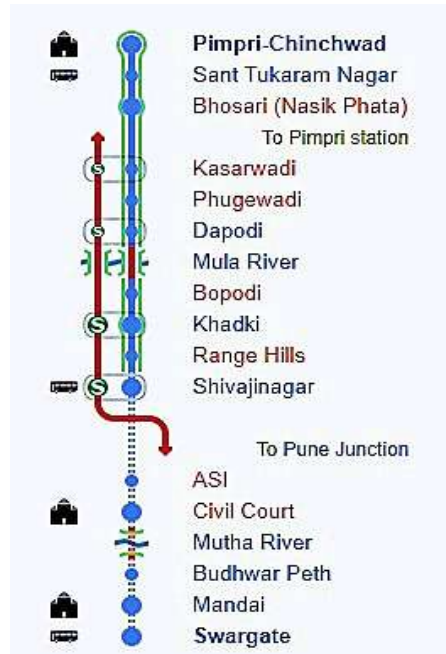 Pimpri-Chinchwad
Sant Tukaram Nagar
Bhosari (Nasik Phata)
To Pimpri station
S Kasarwadi
Phugewadi
S Dapodi
Mula River
Bopodi
S Khadki
Range Hills
S Shivajinagar
To Pune Junction
ASI
Civil Court
Mutha River
Budhwar Peth
Mandai
Swargate